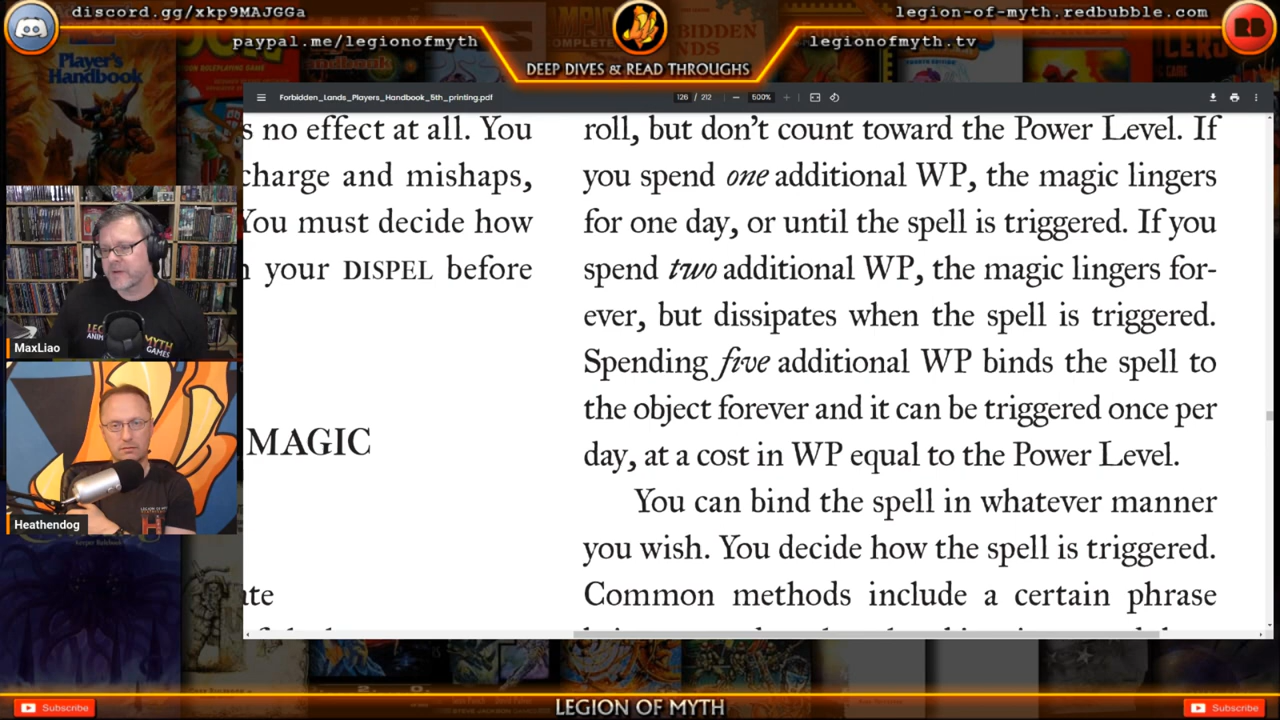 discord.gg/xkp9MAJGGa
paypal.me/legionofmyth
DEEP DIVES & READ THROUGHS
legion-of-myth.redbubble.com
legionofmyth.tv
RB
Player's
Handbook
Forbidden_Lands_Players_Handbook_5th_printing.pdf
126 / 212
500%
s no effect at all. You
charge and mishaps,
You must decide how
your DISPEL before
MAGIC
roll, but don't count toward the Power Level. If
you spend one additional WP, the magic lingers
for one day, or until the spell is triggered. If you
spend two additional WP, the magic lingers for-
ever, but dissipates when the spell is triggered.
Spending five additional WP binds the spell to
the object forever and it can be triggered once per
day, at a cost in WP equal to the Power Level.
You can bind the spell in whatever manner
you wish. You decide how the spell is triggered.
Common methods include a certain phrase
MaxLiao
Heathendog
Subscribe
LEGION OF MYTH
Subscribe